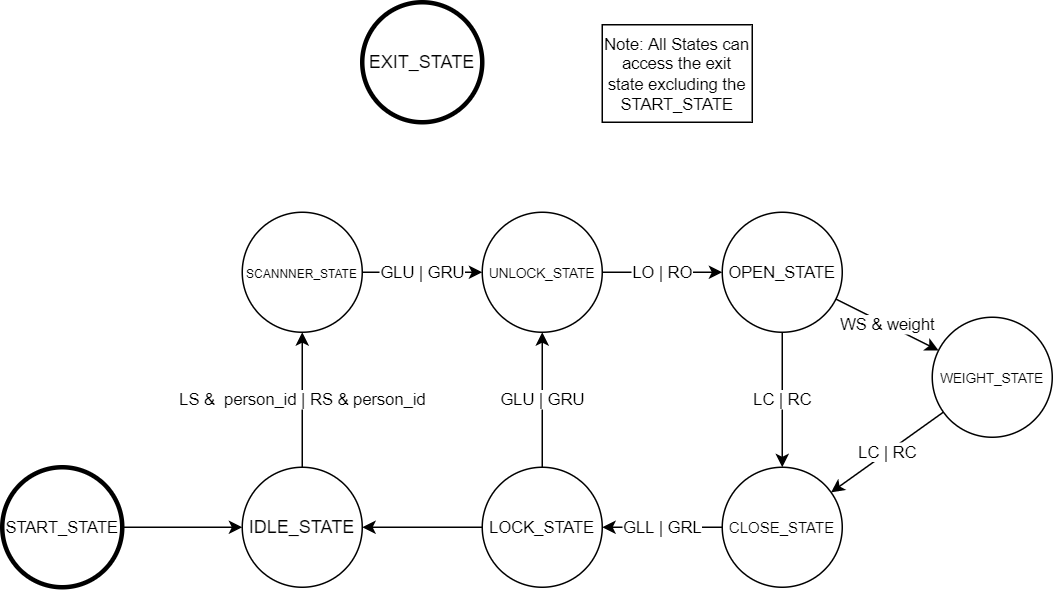 EXIT_STATE
Note: All States can
access the exit
state excluding the
START_STATE
SCANNNER_STATE
GLU | GRU
UNLOCK_STATE
LO | RO
OPEN_STATE
WS & weight
WEIGHT_STATE
LS & person_id | RS & person_id
GLU | GRU
LC | RC
LC | RC
START_STATE
IDLE_STATE
LOCK_STATE
GLL | GRL
CLOSE_STATE